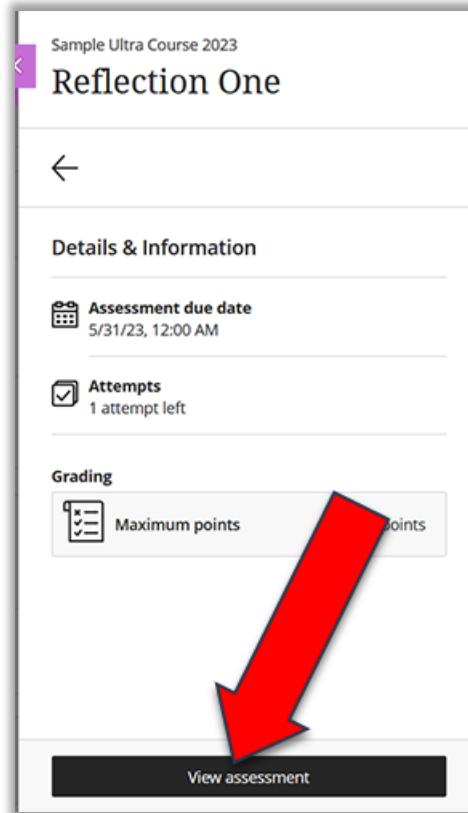 Sample Ultra Course 2023
Reflection One
Details & Information
Assessment due date
5/31/23, 12:00 AM
Attempts
1 attempt left
Grading
Maximum points points
View assessment